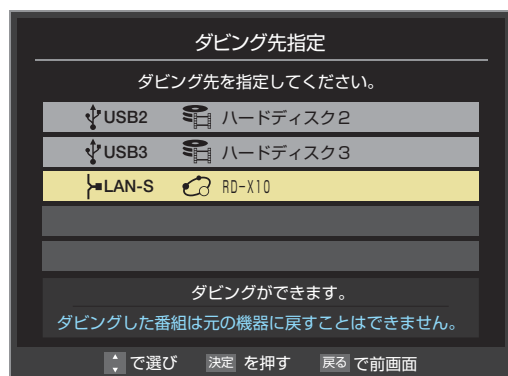 ダビング先指定
ダビング先を指定してください。
USB2 ハードディスク2
USB3 ハードディスク3
LAN-S RD-X10
ダビングができます。
ダビングした番組は元の機器に戻すことはできません。
で選び 決定 を押す 戻る で前画面